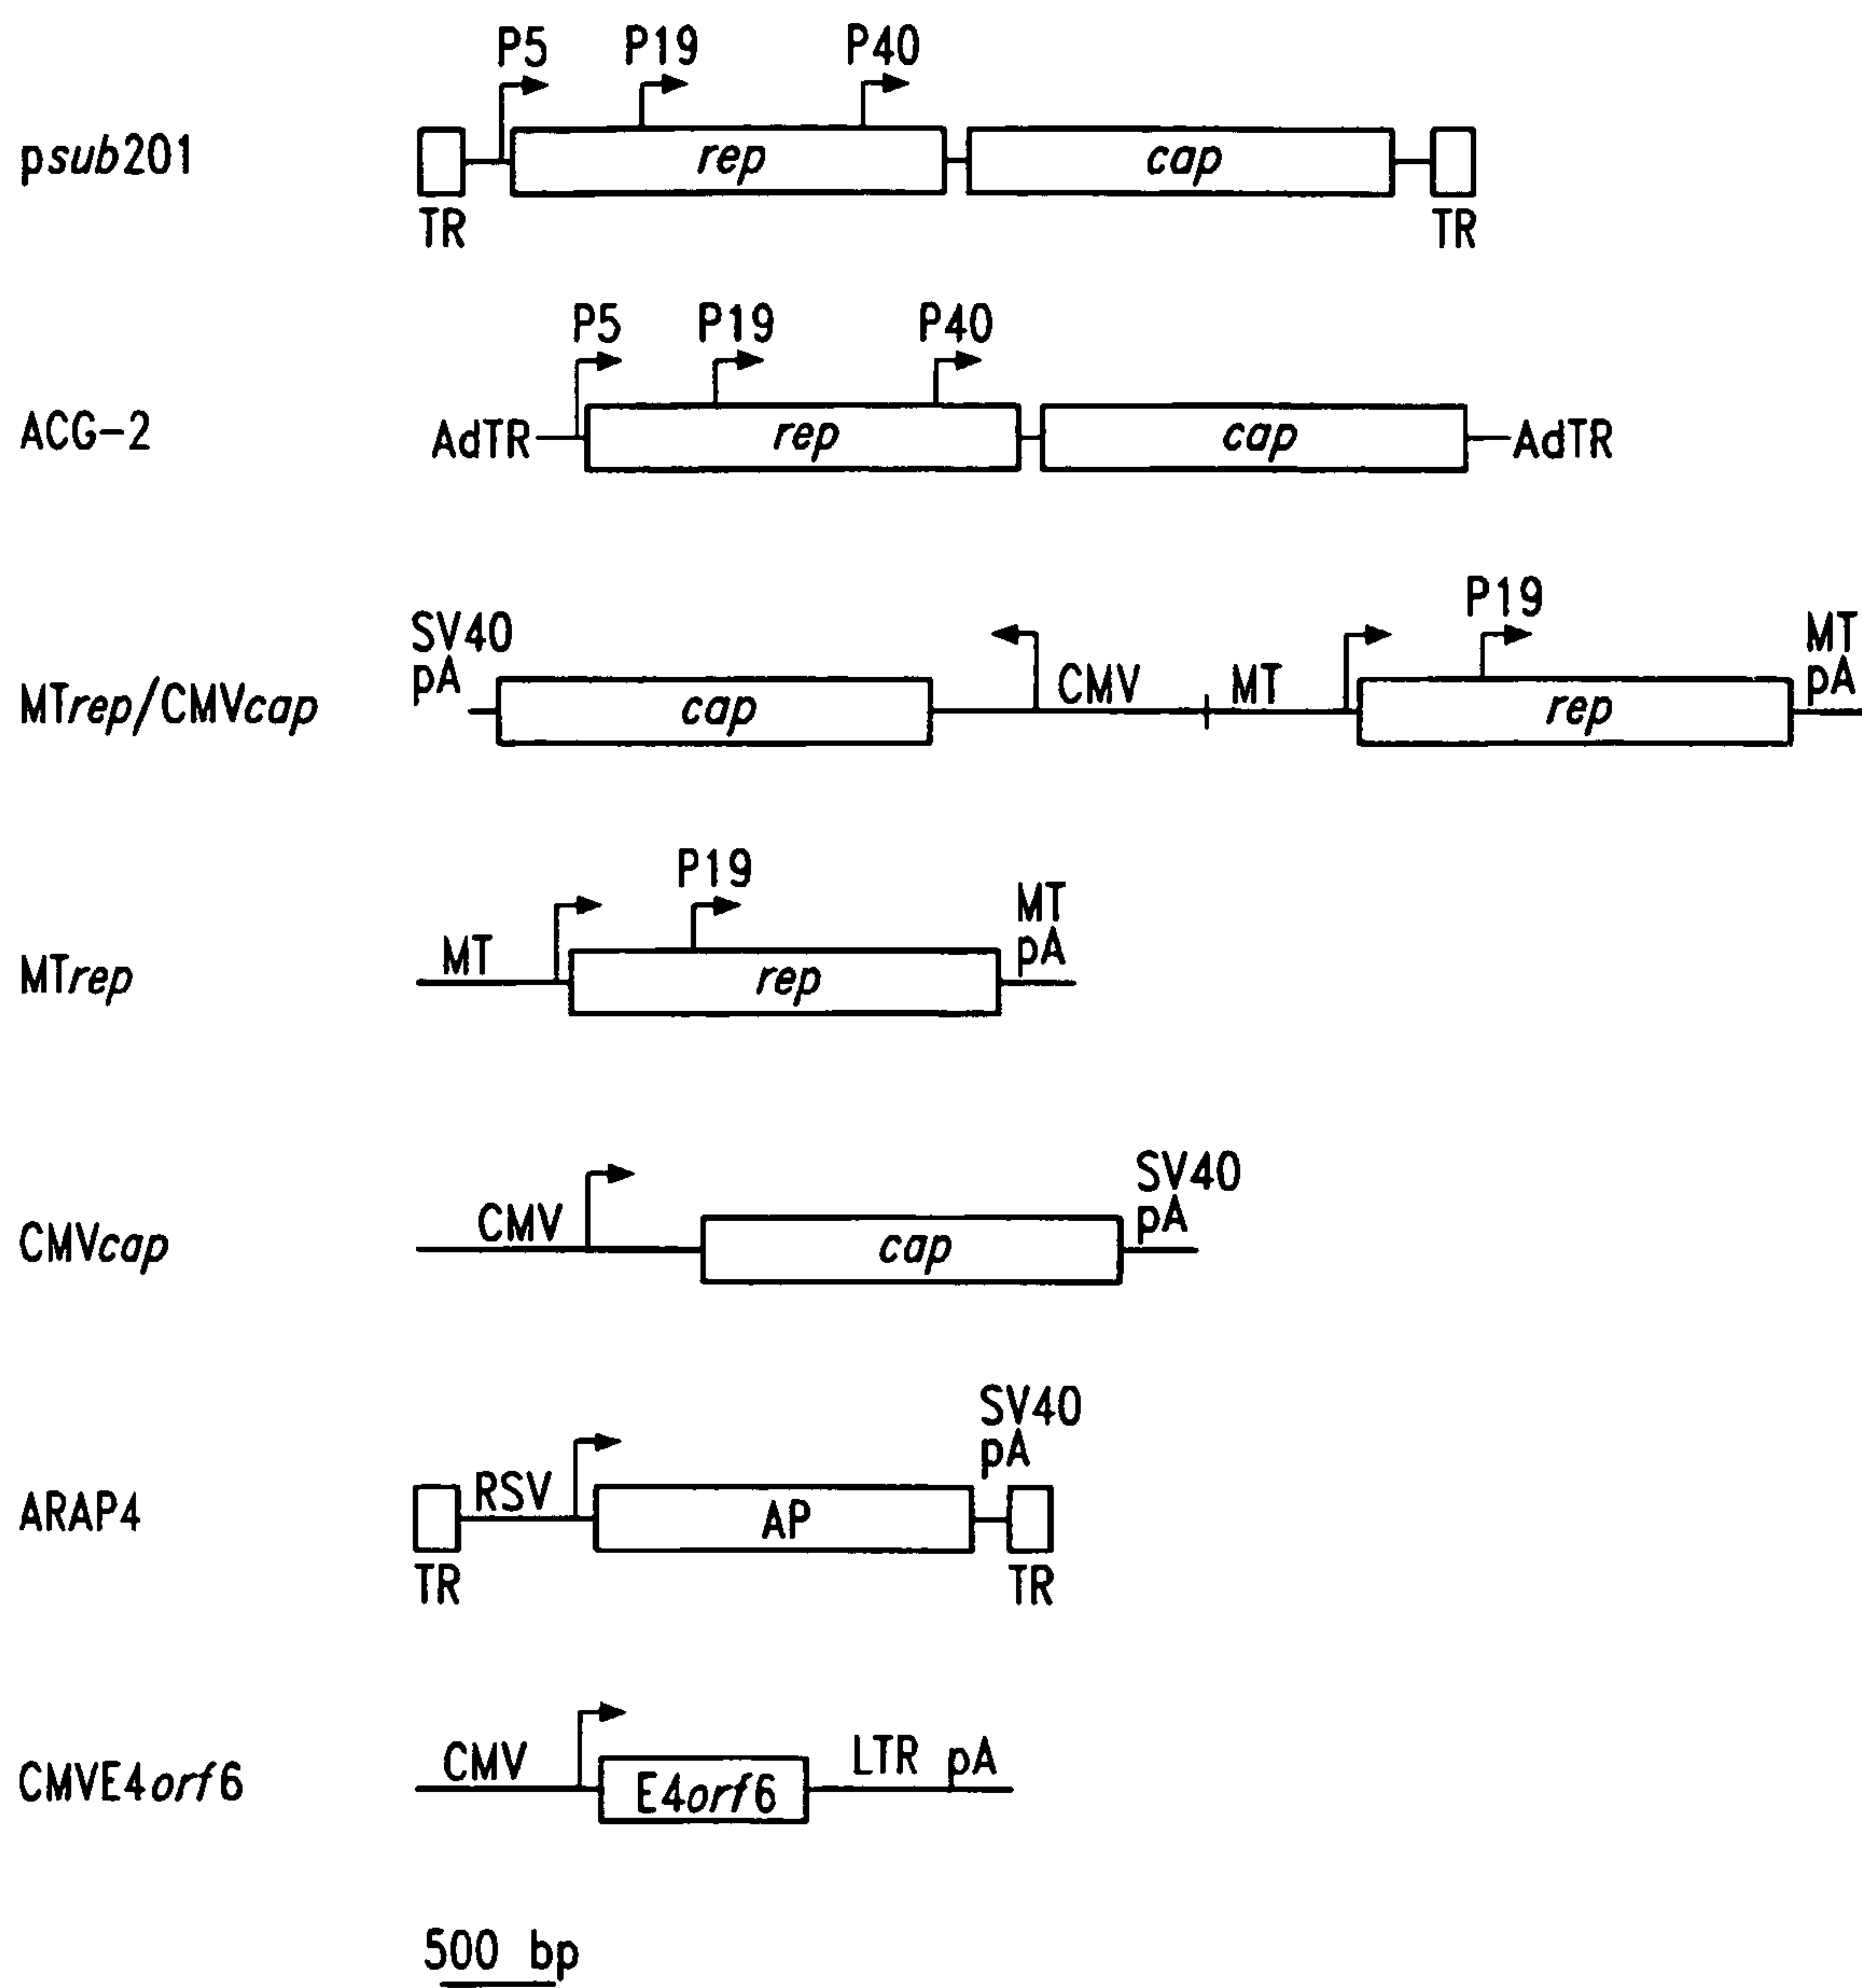 P5 P19 P40
psub201 rep cap
TR TR
P5 P19 P40
ACG-2 AdTR rep cap AdTR
P19
SV40 MT
pA CMV MT pA
MTrep/CMVcap cap rep
P19
MT
MT pA
MTrep rep
SV40
CMV pA
CMVcap cap
SV40
pA
RSV
ARAP4 AP
TR TR
CMV LTR pA
CMVE4orf6 E4orf6
500 bp